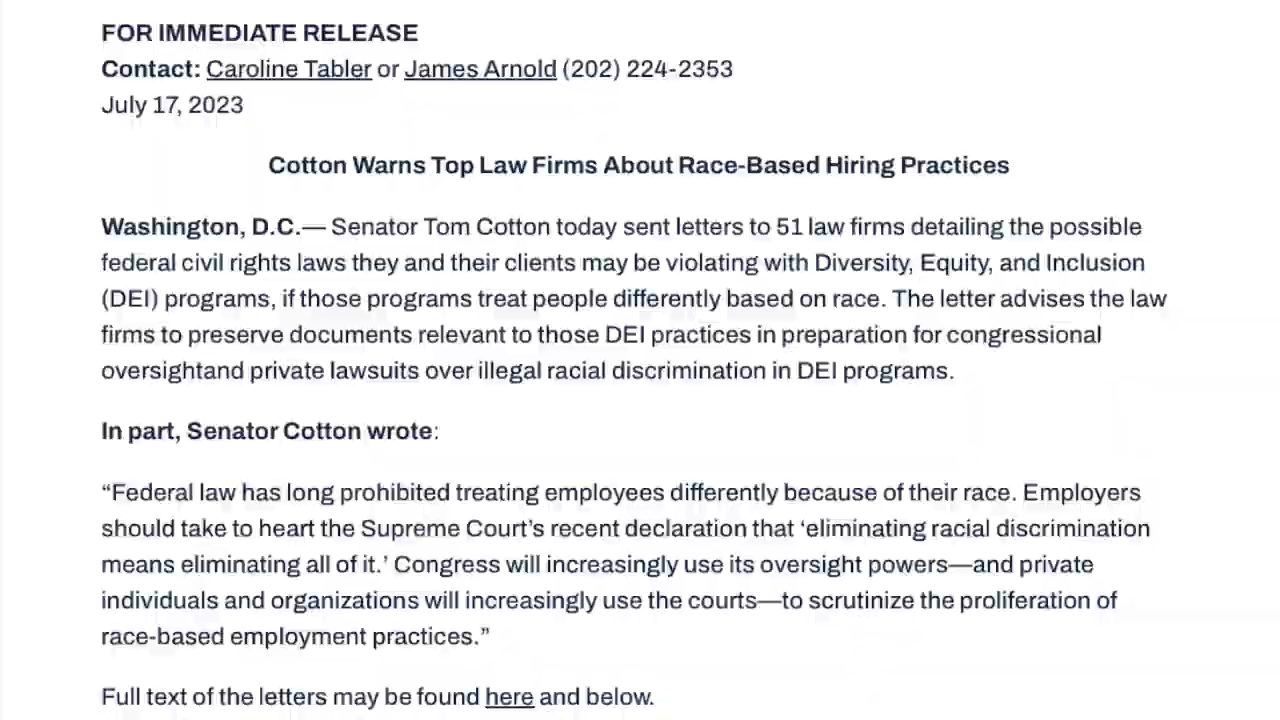 FOR IMMEDIATE RELEASE
Contact: Caroline Tabler or James Arnold (202) 224-2353
July 17, 2023
Cotton Warns Top Law Firms About Race-Based Hiring Practices
Washington, D.C.— Senator Tom Cotton today sent letters to 51 law firms detailing the possible
federal civil rights laws they and their clients may be violating with Diversity, Equity, and Inclusion
(DEI) programs, if those programs treat people differently based on race. The letter advises the law
firms to preserve documents relevant to those DEI practices in preparation for congressional
oversightand private lawsuits over illegal racial discrimination in DEI programs.
In part, Senator Cotton wrote:
“Federal law has long prohibited treating employees differently because of their race. Employers
should take to heart the Supreme Court’s recent declaration that ‘eliminating racial discrimination
means eliminating all of it.’ Congress will increasingly use its oversight powers—and private
individuals and organizations will increasingly use the courts—to scrutinize the proliferation of
race-based employment practices.”
Full text of the letters may be found here and below.